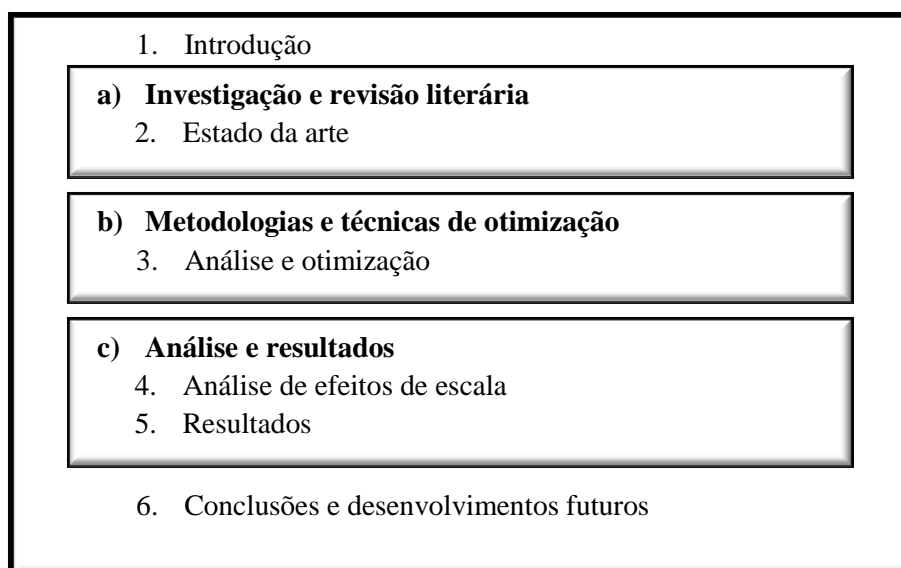 1. Introdução
a) Investigação e revisão literária
2. Estado da arte
b) Metodologias e técnicas de otimização
3. Análise e otimização
c) Análise e resultados
4. Análise de efeitos de escala
5. Resultados
6. Conclusões e desenvolvimentos futuros